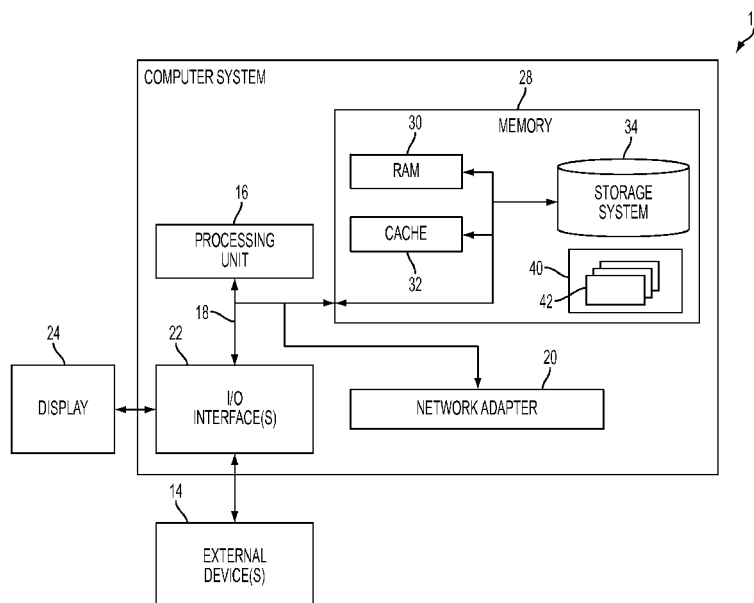 1
COMPUTER SYSTEM
28
MEMORY
30
RAM
34
STORAGE
SYSTEM
16
PROCESSING
UNIT
CACHE
32
40
42
18
24
22
20
DISPLAY
I/O
INTERFACE(S)
NETWORK ADAPTER
14
EXTERNAL
DEVICE(S)